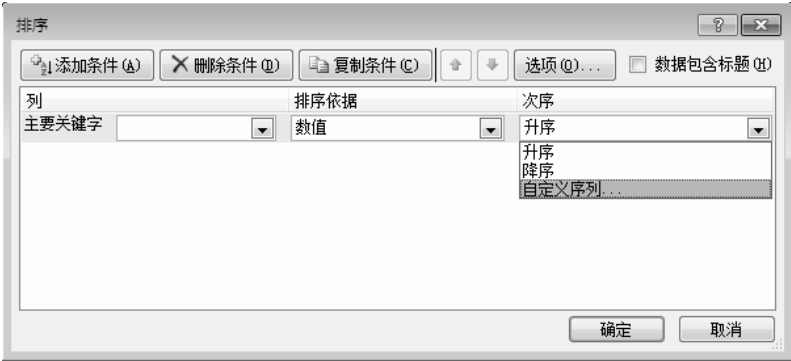 排序
添加条件(A) 删除条件(D) 复制条件(C) 选项(O)... 数据包含标题(H)
列 排序依据 次序
主要关键字 数值 升序
升序
降序
自定义序列...
确定 取消